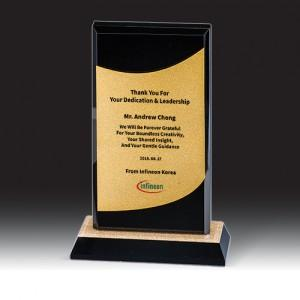 Thank You For
Your Dedication & Leadership
Mr. Andrew Chong
We Will Be Forever Grateful
For Your Boundless Creativity,
Your Shared Insight,
And Your Gentle Guidance
2018.08.27
From Infineon Korea
infineon